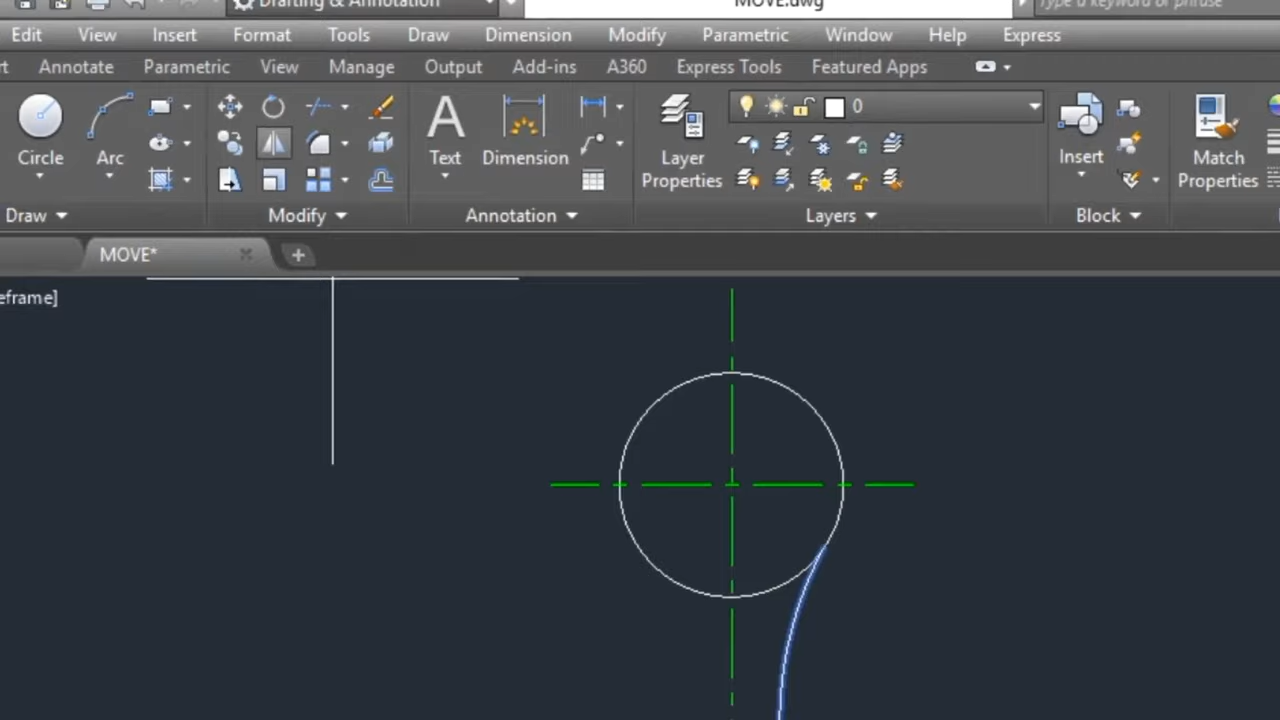 Drafting & Annotation
MOVE.dwg
Type a keyword or phrase
Edit View Insert Format Tools Draw Dimension Modify Parametric Window Help Express
Annotate Parametric View Manage Output Add-ins A360 Express Tools Featured Apps
0
Circle Arc Text Dimension Layer Properties Insert Match Properties
Draw Modify Annotation Layers Block
MOVE*
eframe]